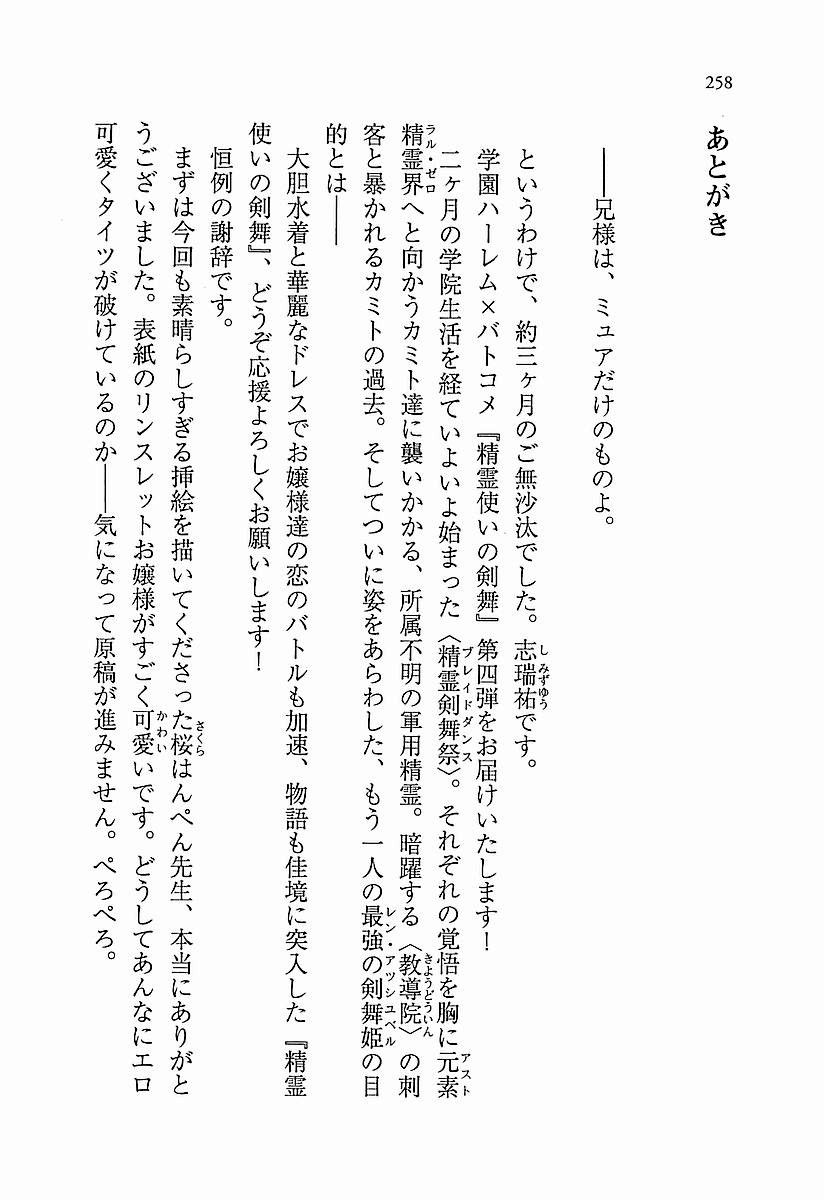 258
あとがき
――兄様は、ミュアだけのものよ。
というわけで、約三ヶ月のご無沙汰でした。志瑞祐です。
学園ハーレム×バトコメ『精霊使いの剣舞』第四弾をお届けいたします！
二ヶ月の学院生活を経ていよいよ始まった〈精霊剣舞祭〉。それぞれの覚悟を胸に元素
精霊界へと向かうカミト達に襲いかかる、所属不明の軍用精霊。暗躍する〈教導院〉の刺
客と暴かれるカミトの過去。そしてついに姿をあらわした、もう一人の最強の剣舞姫の目
的とは――
大胆水着と華麗なドレスでお嬢様達の恋のバトルも加速、物語も佳境に突入した『精霊
使いの剣舞』、どうぞ応援よろしくお願いします！
恒例の謝辞です。
まずは今回も素晴らしすぎる挿絵を描いてくださった桜はんぺん先生、本当にありがと
うございました。表紙のリンスレットお嬢様がすごく可愛いです。どうしてあんなにエロ
可愛くタイツが破けているのか――気になって原稿が進みません。ぺろぺろ。